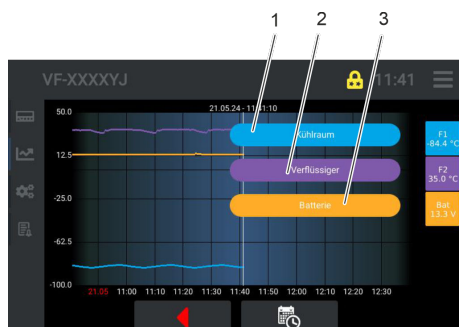 1 2 3
VF-XXXXYJ 11:41
21.05.24 - 11:41:10
50.0
Kühlraum
F1
-84.4 °C
12.5
Verflüssiger
F2
35.0 °C
-25.0
Batterie
Bat
13.3 V
-62.5
-100.0
21.05 11:00 11:10 11:20 11:30 11:40 11:50 12:00 12:10 12:20 12:30